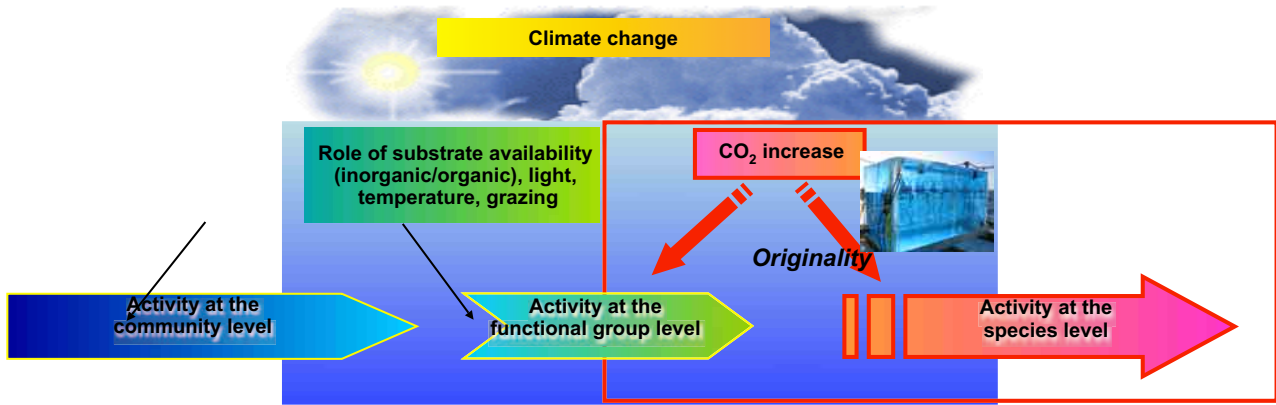 Climate change
Role of substrate availability
(inorganic/organic), light,
temperature, grazing
CO₂ increase
Originality
Activity at the
community level
Activity at the
functional group level
Activity at the
species level